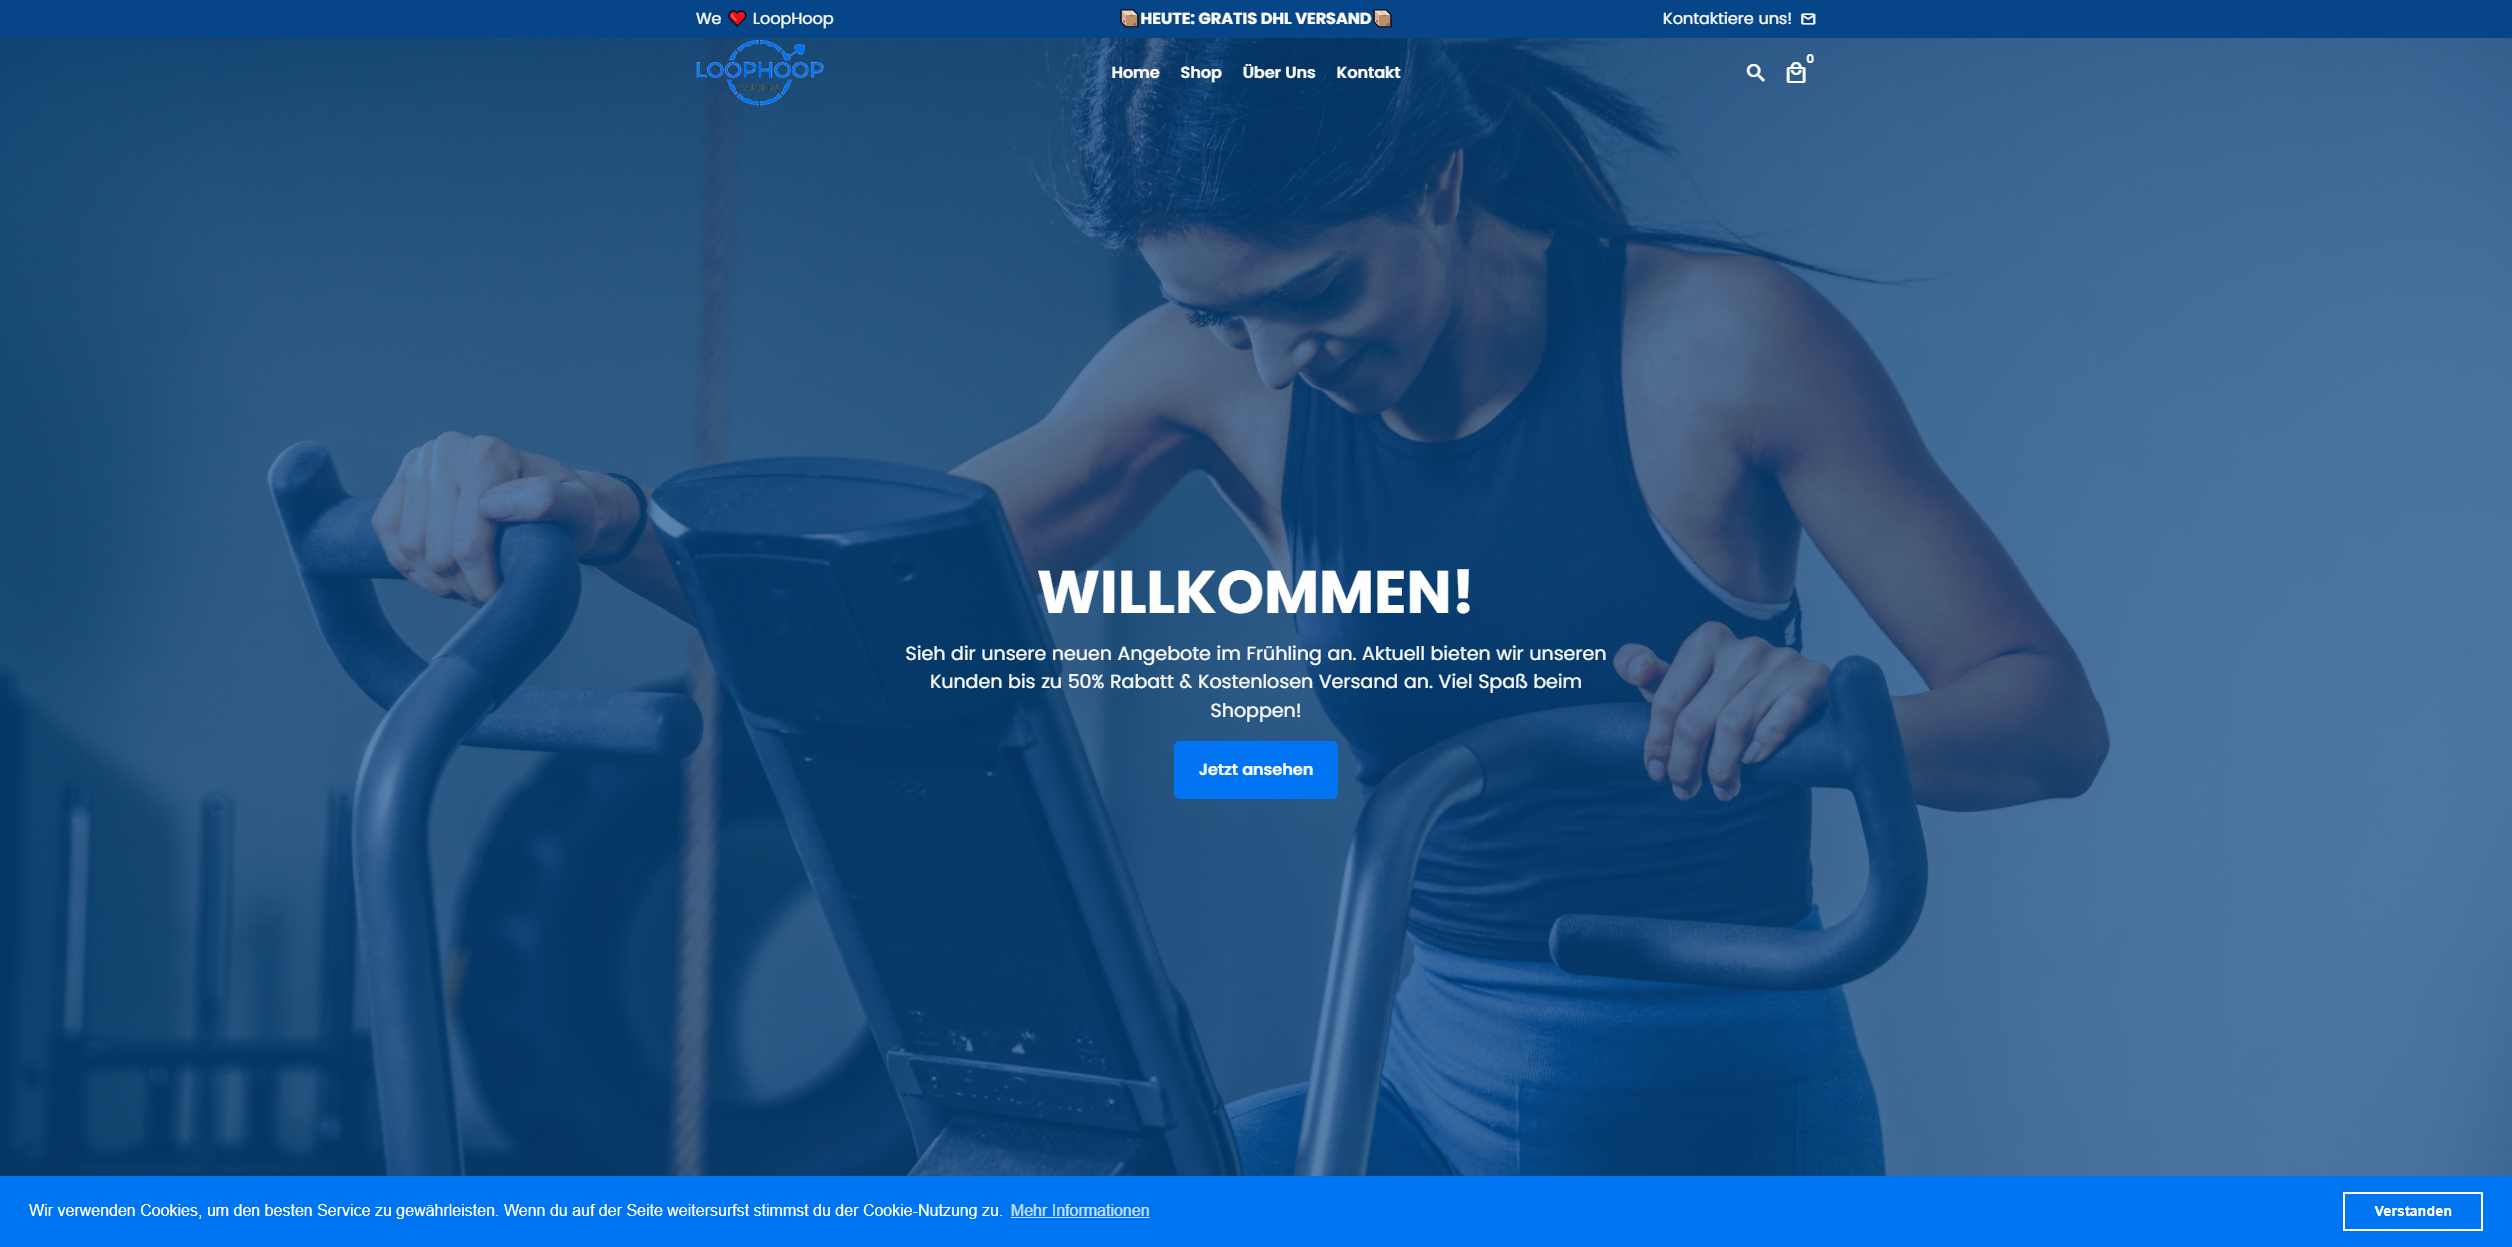 We ❤ LoopHoop
📦HEUTE: GRATIS DHL VERSAND📦
Kontaktiere uns!
LOOPHOOP
Home Shop Über Uns Kontakt
0
WILLKOMMEN!
Sieh dir unsere neuen Angebote im Frühling an. Aktuell bieten wir unseren
Kunden bis zu 50% Rabatt & Kostenlosen Versand an. Viel Spaß beim
Shoppen!
Jetzt ansehen
Wir verwenden Cookies, um den besten Service zu gewährleisten. Wenn du auf der Seite weitersurfst stimmst du der Cookie-Nutzung zu. Mehr Informationen
Verstanden